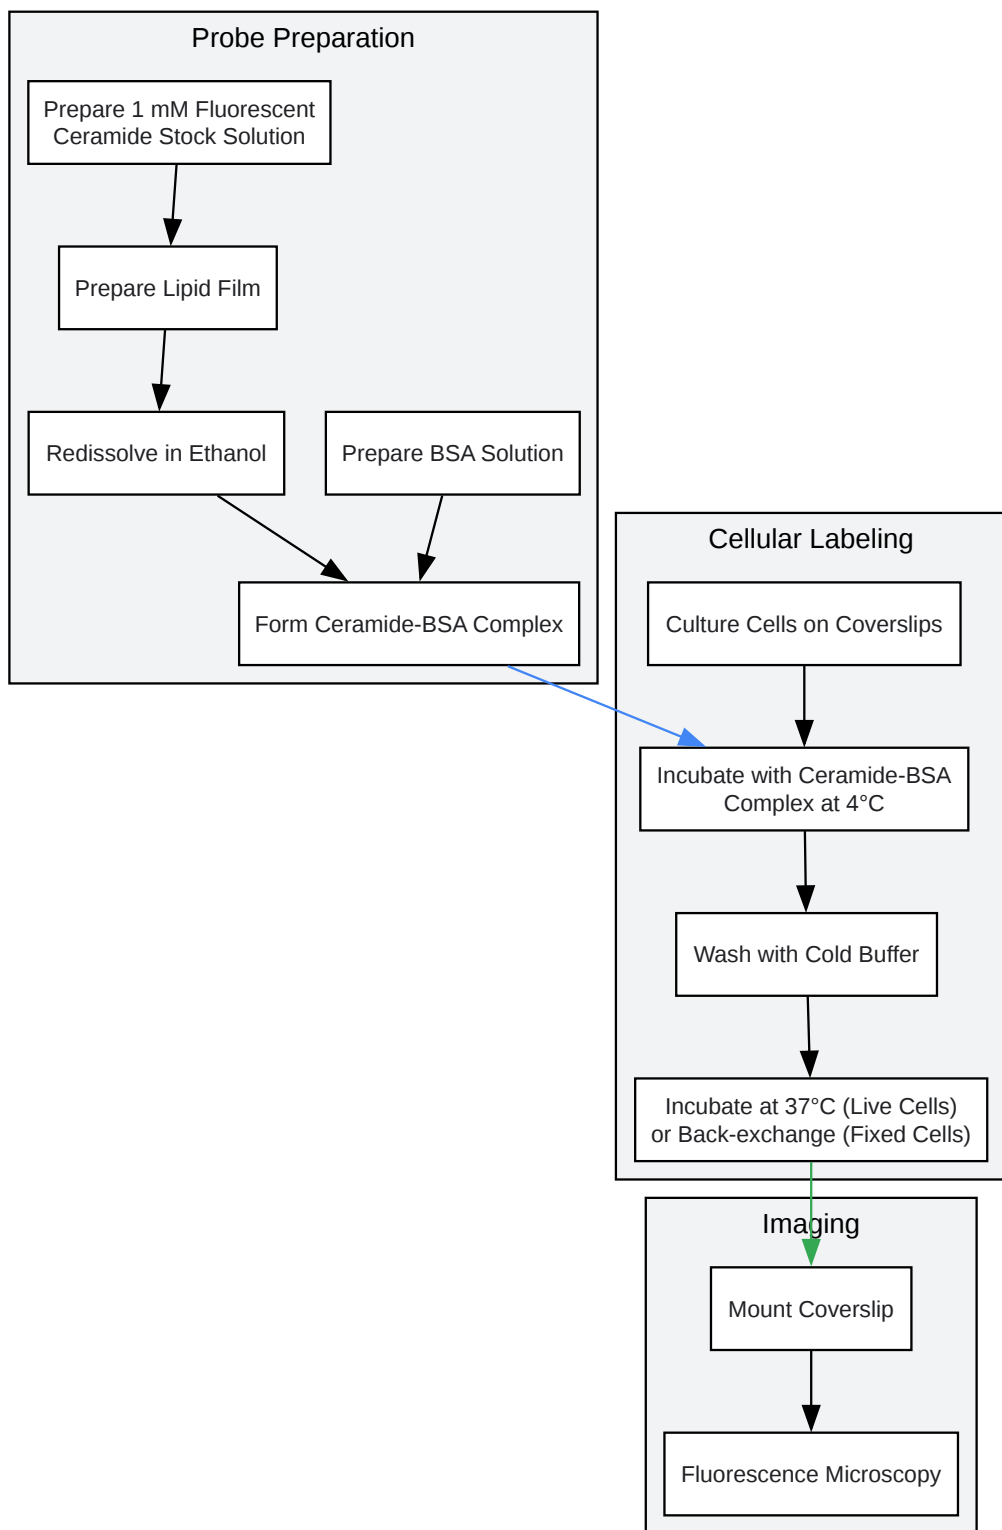 Probe Preparation
Prepare 1 mM Fluorescent
Ceramide Stock Solution
Prepare Lipid Film
Redissolve in Ethanol
Prepare BSA Solution
Form Ceramide-BSA Complex
Cellular Labeling
Culture Cells on Coverslips
Incubate with Ceramide-BSA
Complex at 4°C
Wash with Cold Buffer
Incubate at 37°C (Live Cells)
or Back-exchange (Fixed Cells)
Imaging
Mount Coverslip
Fluorescence Microscopy